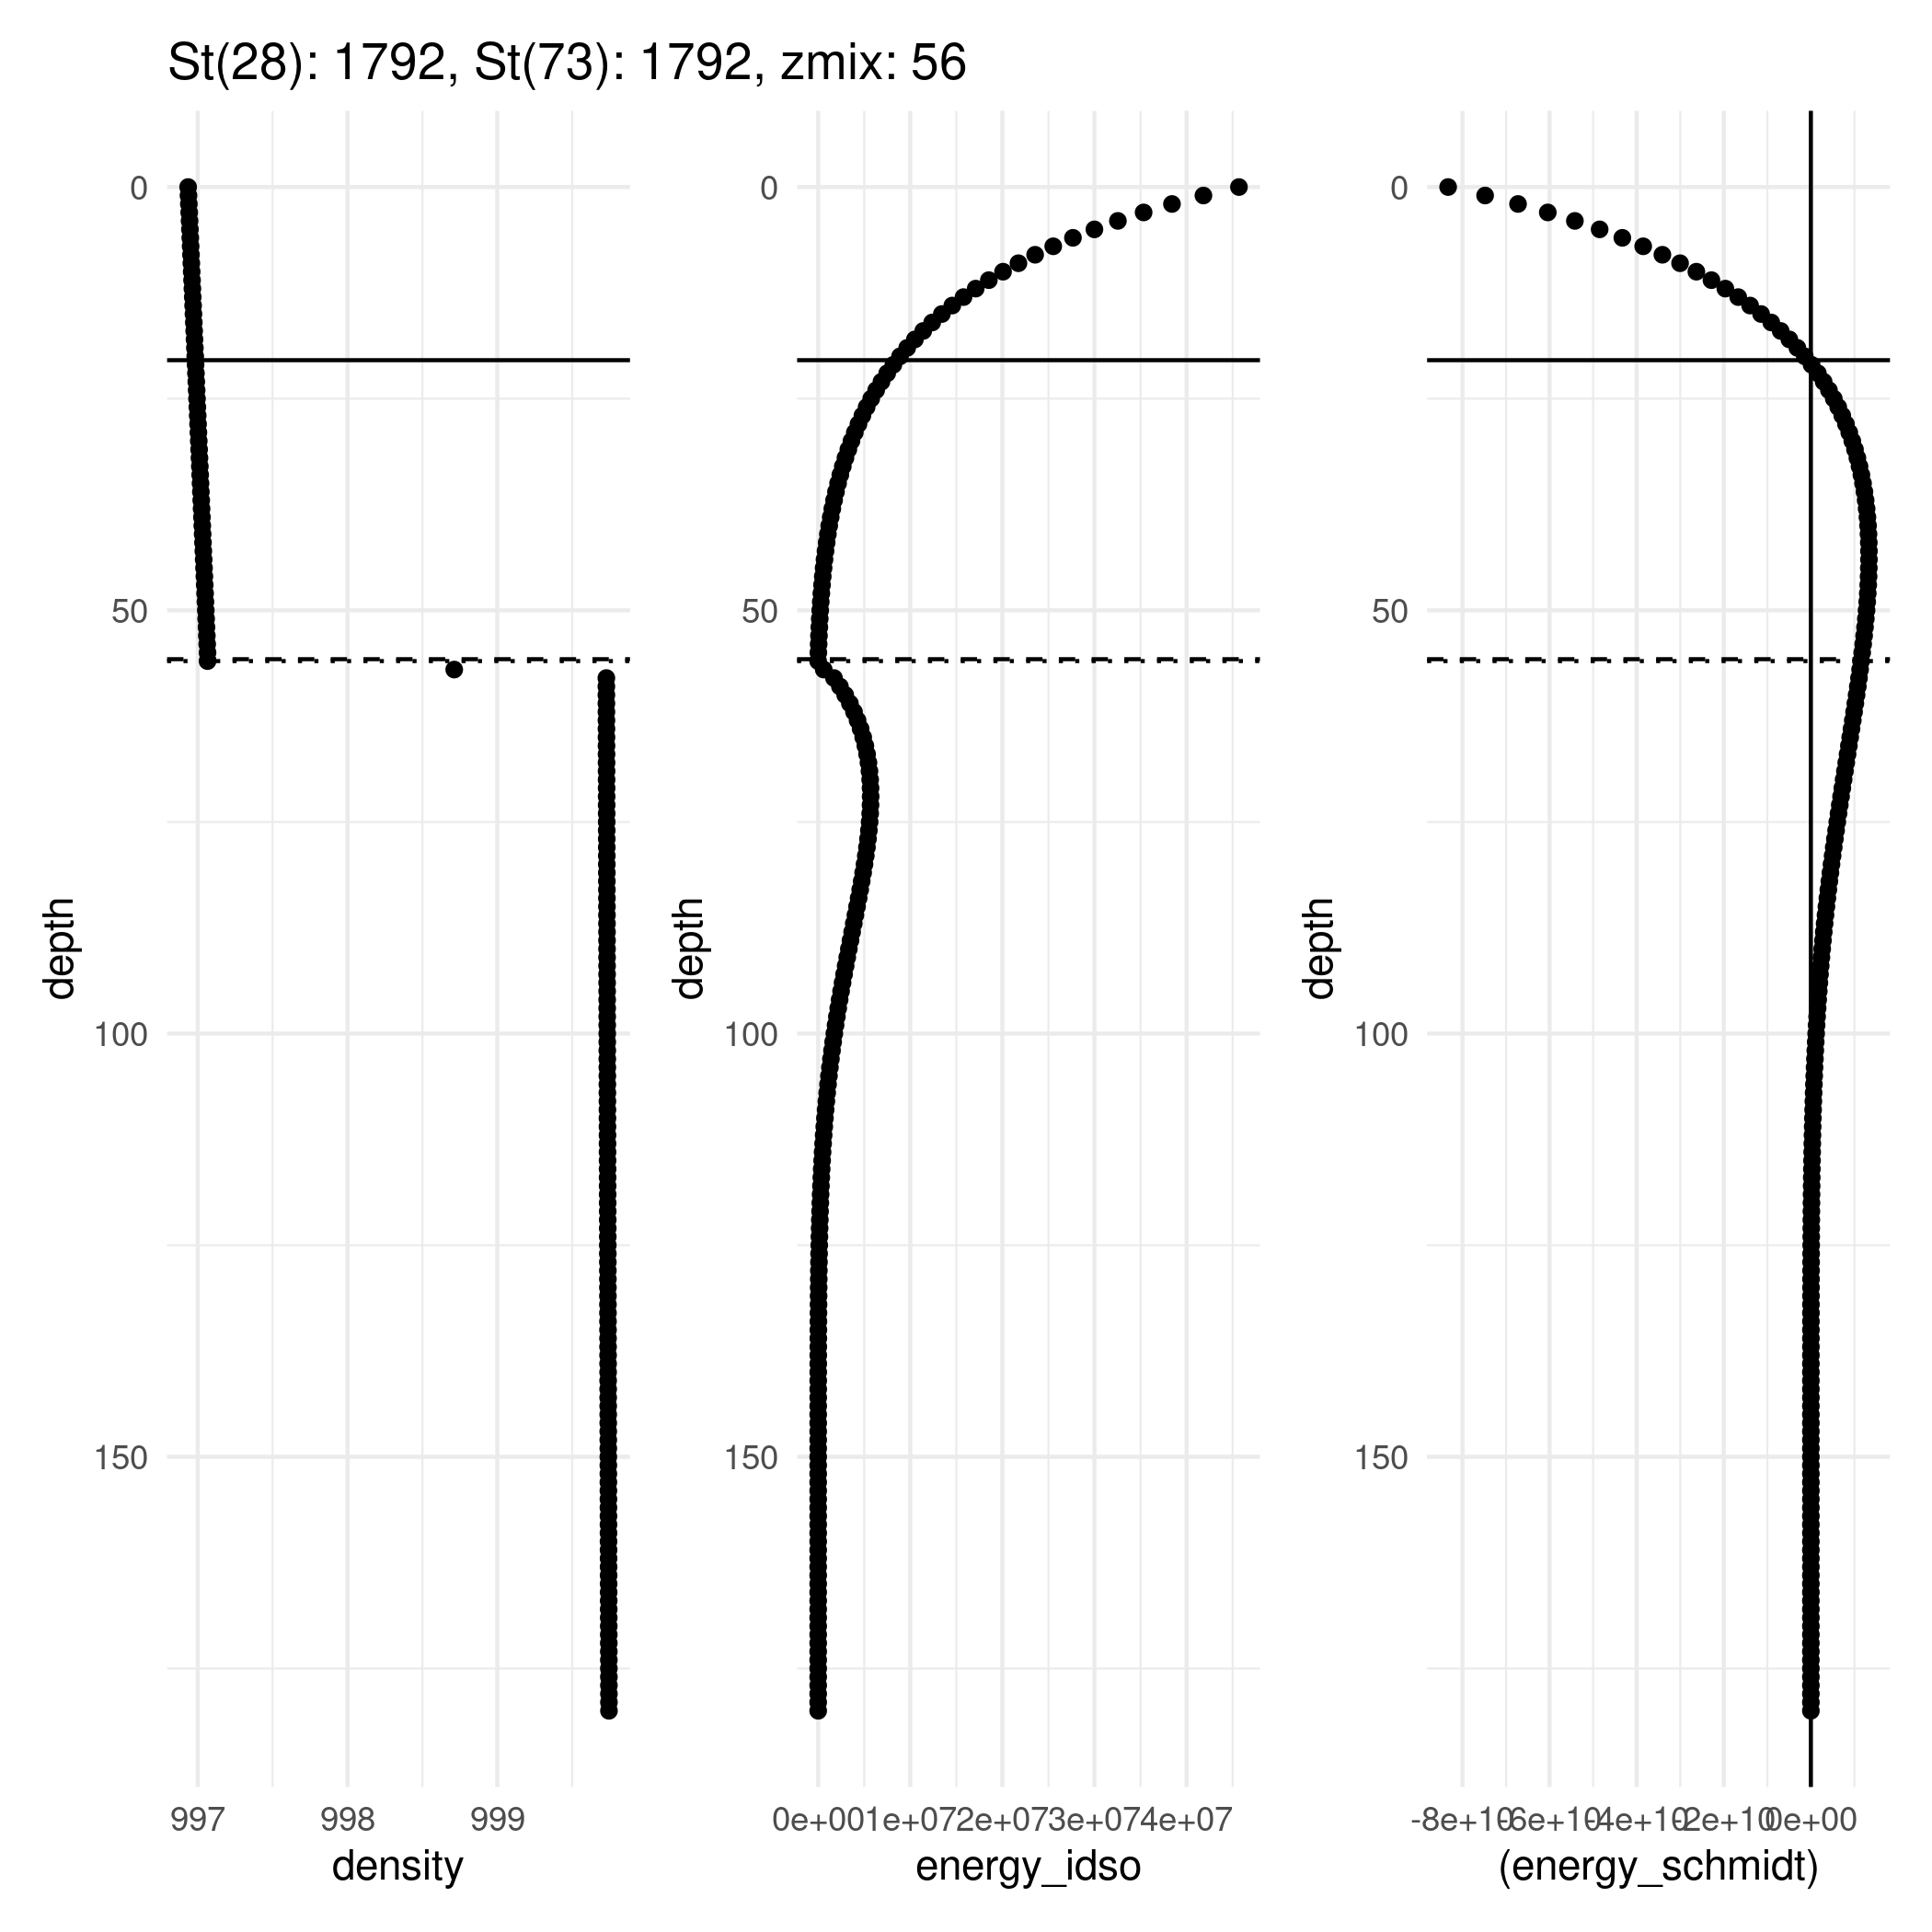 St(28): 1792, St(73): 1792, zmix: 56
0
50
100
150
depth
997
998
999
density
0
50
100
150
depth
0e+00
1e+07
2e+07
3e+07
4e+07
energy_idso
0
50
100
150
depth
-8e+10
-6e+10
-4e+10
-2e+10
0e+00
(energy_schmidt)